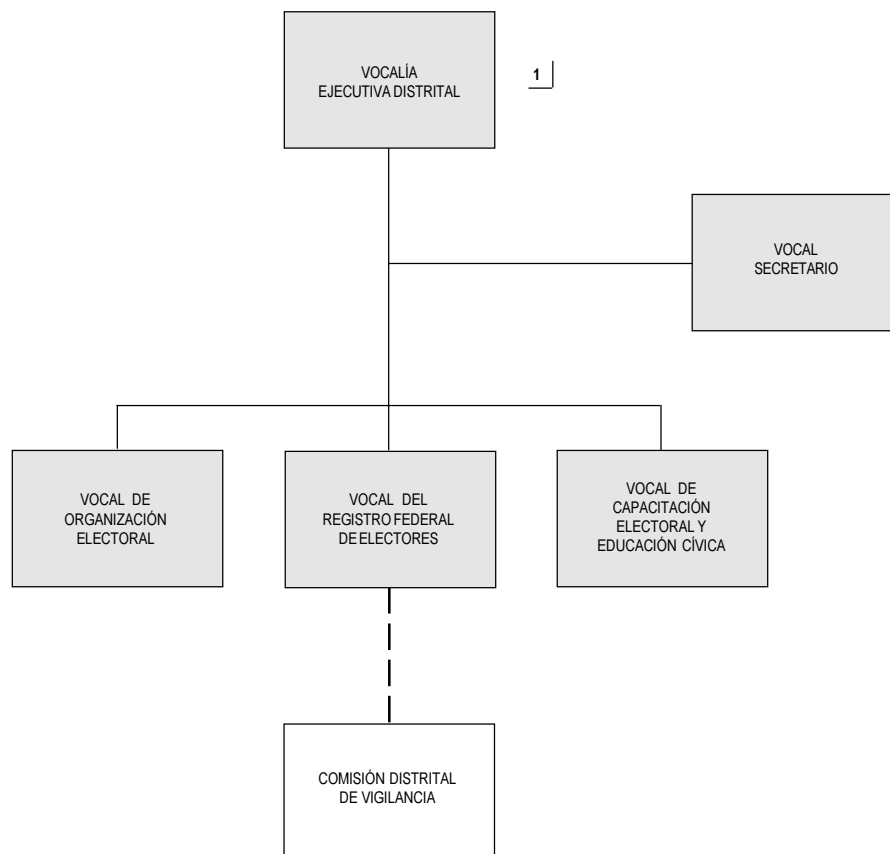 VOCALÍA
EJECUTIVA DISTRITAL
1
VOCAL
SECRETARIO
VOCAL DE
ORGANIZACIÓN
ELECTORAL
VOCAL DEL
REGISTRO FEDERAL
DE ELECTORES
VOCAL DE
CAPACITACIÓN
ELECTORAL Y
EDUCACIÓN CÍVICA
COMISIÓN DISTRITAL
DE VIGILANCIA